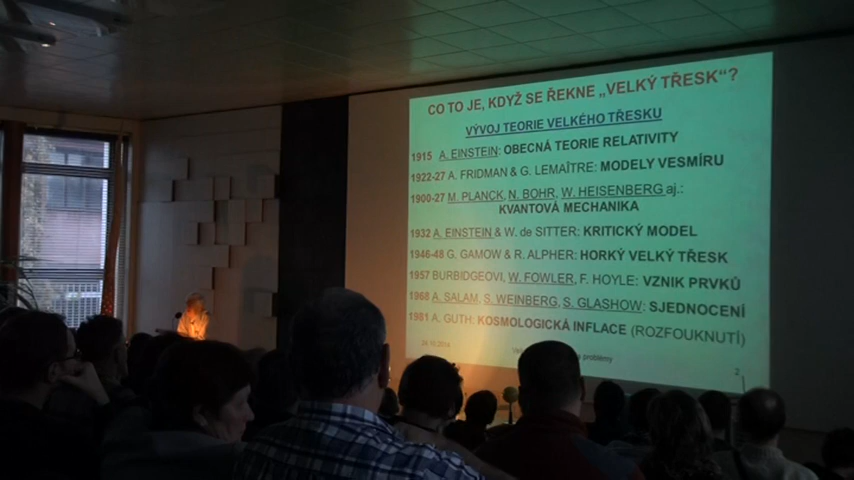 CO TO JE, KDYŽ SE ŘEKNE „VELKÝ TŘESK“?
VÝVOJ TEORIE VELKÉHO TŘESKU
1915 A. EINSTEIN: OBECNÁ TEORIE RELATIVITY
1922-27 A. FRIDMAN & G. LEMAÎTRE: MODELY VESMÍRU
1900-27 M. PLANCK, N. BOHR, W. HEISENBERG aj.:
KVANTOVÁ MECHANIKA
1932 A. EINSTEIN & W. de SITTER: KRITICKÝ MODEL
1946-48 G. GAMOW & R. ALPHER: HORKÝ VELKÝ TŘESK
1957 BURBIDGEOVI, W. FOWLER, F. HOYLE: VZNIK PRVKŮ
1968 A. SALAM, S. WEINBERG, S. GLASHOW: SJEDNOCENÍ
1981 A. GUTH: KOSMOLOGICKÁ INFLACE (ROZFOUKNUTÍ)
problémy
2